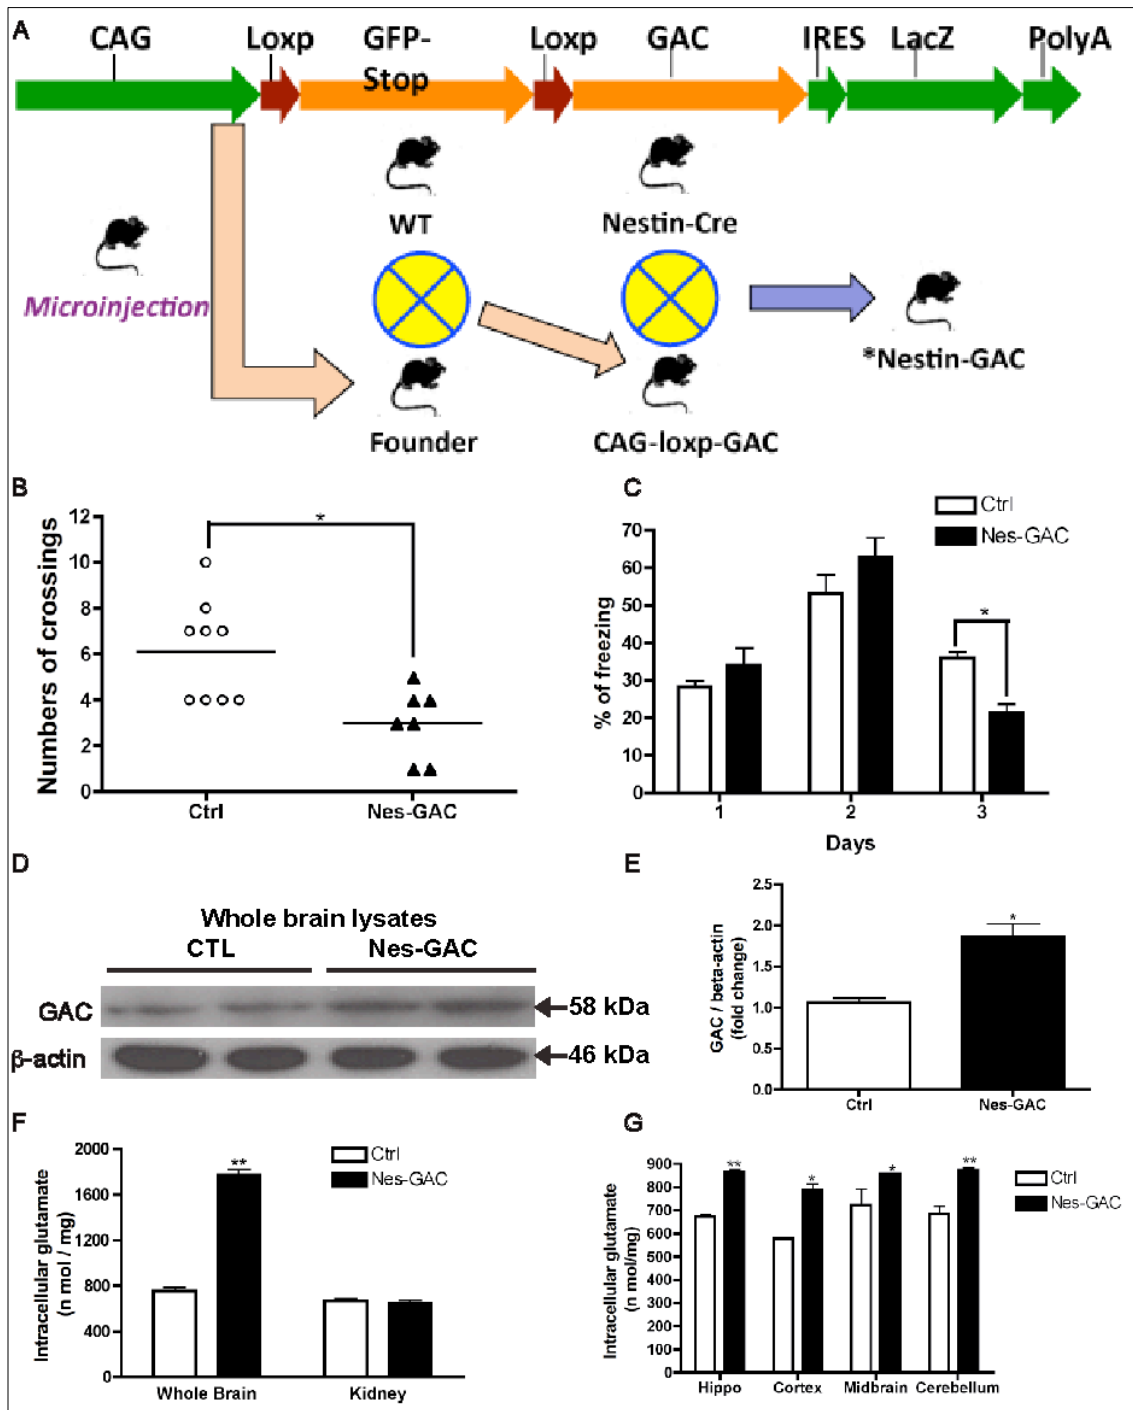 A
CAG Loxp GFP- Loxp GAC IRES LacZ PolyA
Stop
WT Nestin-Cre
Microinjection
*Nestin-GAC
Founder CAG-loxp-GAC
B
Numbers of crossings
12
10
8
6
4
2
0
*
Ctrl Nes-GAC
C
Ctrl
Nes-GAC
% of freezing
70
60
50
40
30
20
10
0
*
1 2 3
Days
D
Whole brain lysates
CTL Nes-GAC
GAC 58 kDa
β-actin 46 kDa
E
GAC / beta-actin
(fold change)
2.5
2.0
1.5
1.0
0.5
0.0
*
Ctrl Nes-GAC
F
Intracellular glutamate
(n mol / mg)
2000
1600
1200
800
400
0
**
Ctrl
Nes-GAC
Whole Brain Kidney
G
Intracellular glutamate
(n mol/mg)
900
800
700
600
500
400
300
200
100
0
** * * **
Ctrl
Nes-GAC
Hippo Cortex Midbrain Cerebellum